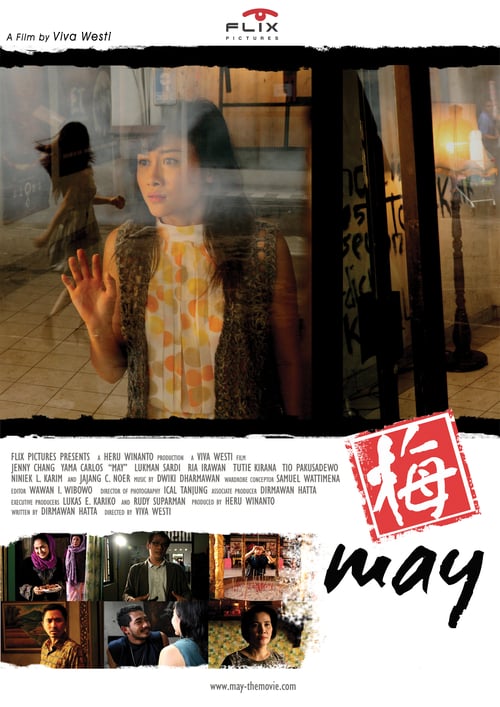 A Film by Viva Westi
FLIX
PICTURES
FLIX PICTURES PRESENTS A HERU WINANTO PRODUCTION A VIVA WESTI FILM
JENNY CHANG YAMA CARLOS "MAY" LUKMAN SARDI RIA IRAWAN TUTIE KIRANA TIO PAKUSADEWO
NINIEK L. KARIM AND JAJANG C. NOER MUSIC BY DWIKI DHARMAWAN WARDROBE CONCEPTOR SAMUEL WATTIMENA
EDITOR WAWAN I. WIBOWO DIRECTOR OF PHOTOGRAPHY ICAL TANJUNG ASSOCIATE PRODUCER DIRMAWAN HATTA
EXECUTIVE PRODUCERS LUKAS E. KARIKO AND RUDY SUPARMAN PRODUCED BY HERU WINANTO
WRITTEN BY DIRMAWAN HATTA DIRECTED BY VIVA WESTI
梅
may
www.may-themovie.com